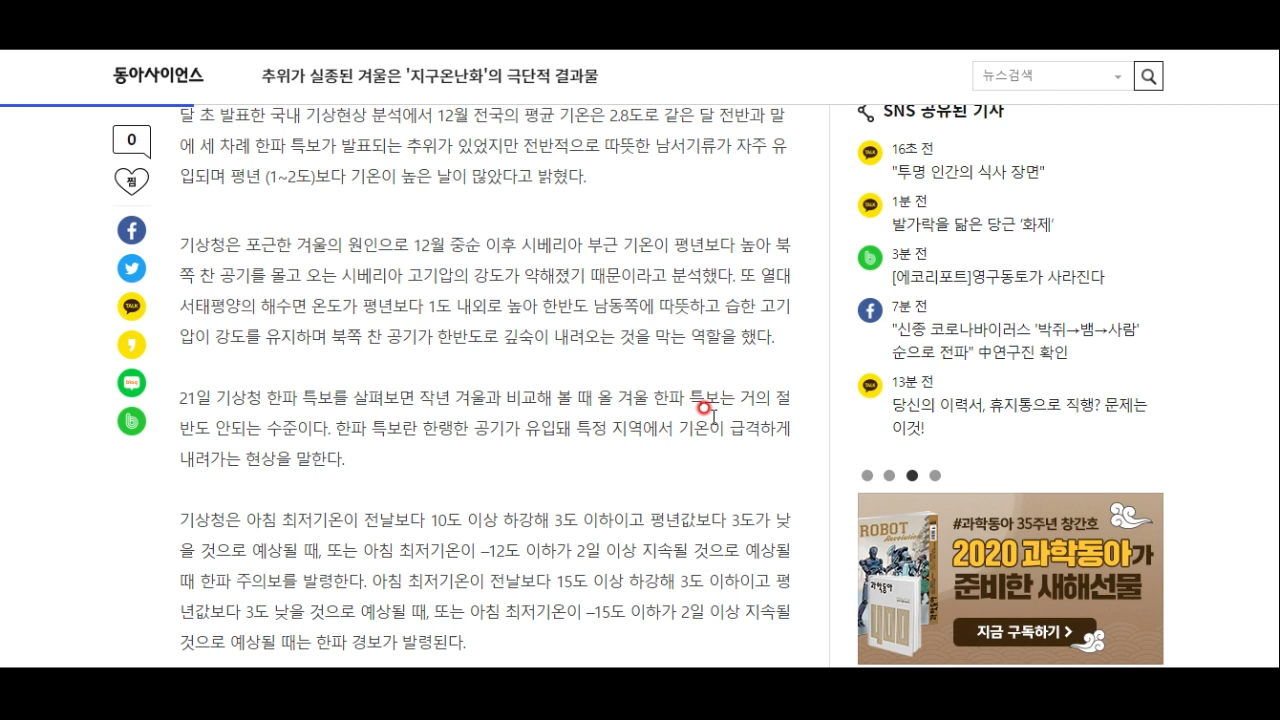 동아사이언스
추위가 실종된 겨울은 '지구온난화'의 극단적 결과물
뉴스검색
0
찜
달 초 발표한 국내 기상현상 분석에서 12월 전국의 평균 기온은 2.8도로 같은 달 전반과 말
에 세 차례 한파 특보가 발표되는 추위가 있었지만 전반적으로 따뜻한 남서기류가 자주 유
입되며 평년 (1~2도)보다 기온이 높은 날이 많았다고 밝혔다.
기상청은 포근한 겨울의 원인으로 12월 중순 이후 시베리아 부근 기온이 평년보다 높아 북
쪽 찬 공기를 몰고 오는 시베리아 고기압의 강도가 약해졌기 때문이라고 분석했다. 또 열대
서태평양의 해수면 온도가 평년보다 1도 내외로 높아 한반도 남동쪽에 따뜻하고 습한 고기
압이 강도를 유지하며 북쪽 찬 공기가 한반도로 깊숙이 내려오는 것을 막는 역할을 했다.
21일 기상청 한파 특보를 살펴보면 작년 겨울과 비교해 볼 때 올 겨울 한파 특보는 거의 절
반도 안되는 수준이다. 한파 특보란 한랭한 공기가 유입돼 특정 지역에서 기온이 급격하게
내려가는 현상을 말한다.
기상청은 아침 최저기온이 전날보다 10도 이상 하강해 3도 이하이고 평년값보다 3도가 낮
을 것으로 예상될 때, 또는 아침 최저기온이 –12도 이하가 2일 이상 지속될 것으로 예상될
때 한파 주의보를 발령한다. 아침 최저기온이 전날보다 15도 이상 하강해 3도 이하이고 평
년값보다 3도 낮을 것으로 예상될 때, 또는 아침 최저기온이 –15도 이하가 2일 이상 지속될
것으로 예상될 때는 한파 경보가 발령된다.
SNS 공유된 기사
TALK
16초 전
"투명 인간의 식사 장면"
TALK
1분 전
발가락을 닮은 당근 '화제'
3분 전
[에코리포트]영구동토가 사라진다
7분 전
"신종 코로나바이러스 '박쥐→뱀→사람'
순으로 전파" 中연구진 확인
TALK
13분 전
당신의 이력서, 휴지통으로 직행? 문제는
이것!
TALK
blog
ROBOT
Revolution
과학동아
400
#과학동아 35주년 창간호
2020 과학동아가
준비한 새해선물
지금 구독하기